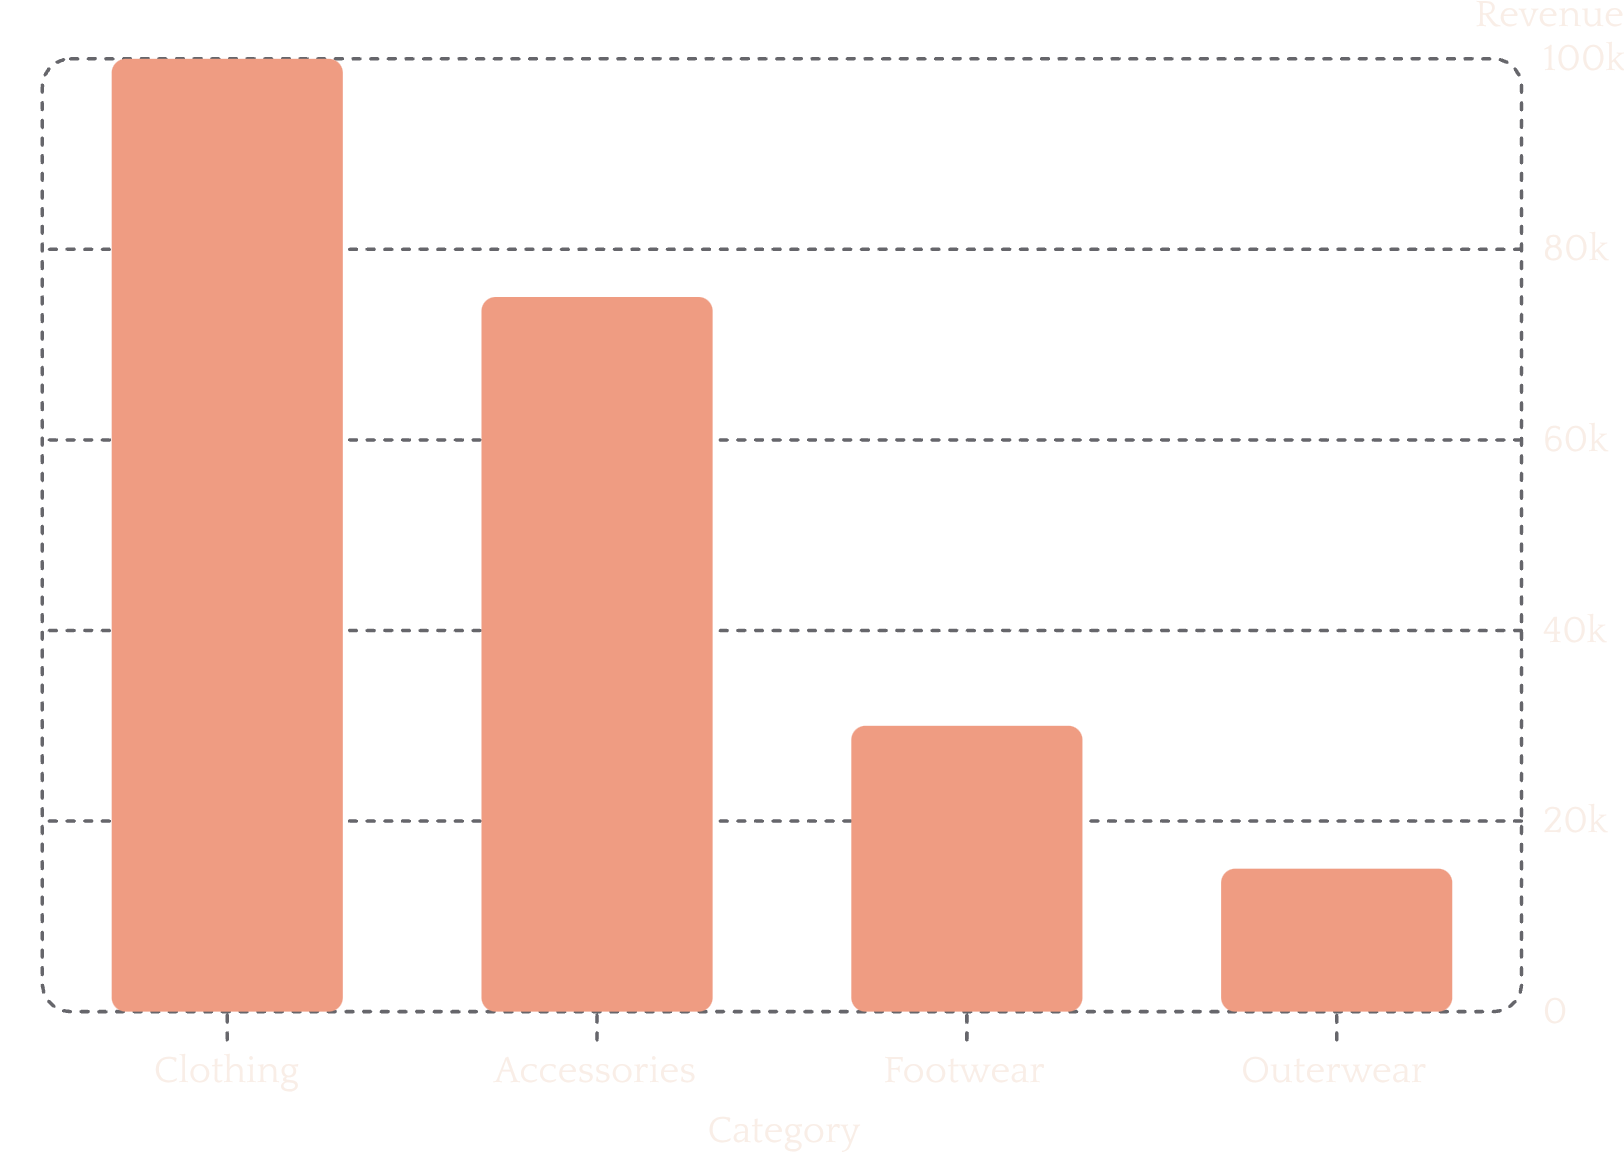 Revenue
100k
80k
60k
40k
20k
0
Clothing Accessories Footwear Outerwear
Category